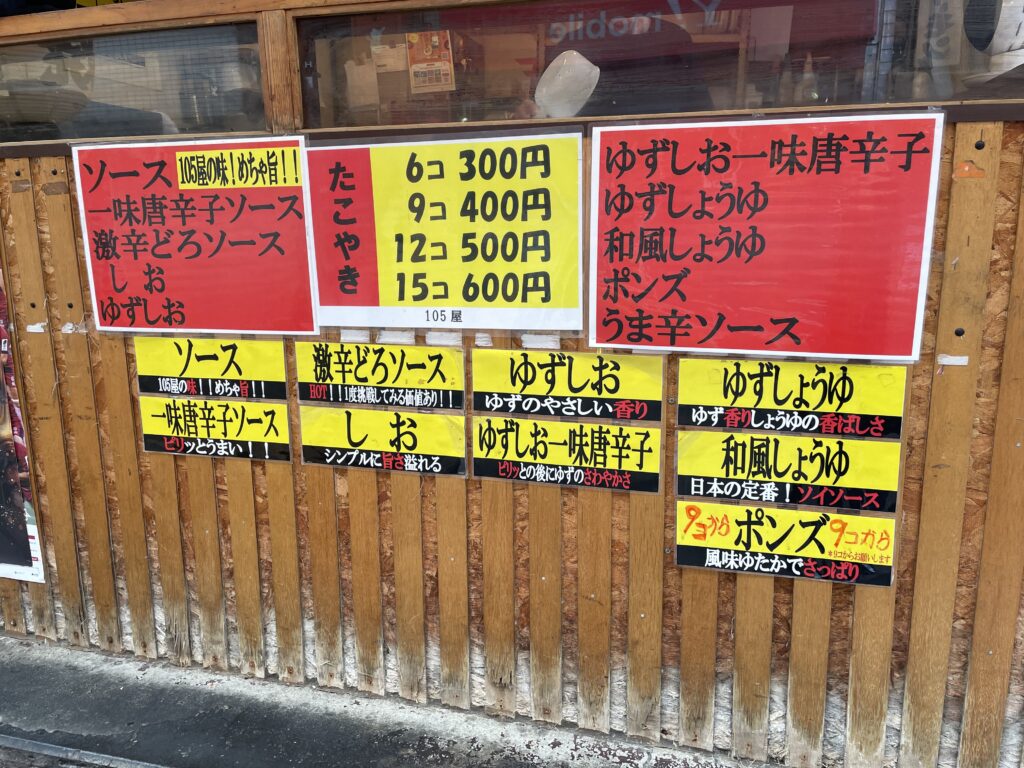 mobile
ソース 105屋の味！めちゃ旨！！
一味唐辛子ソース
激辛どろソース
しお
ゆずしお
たこやき
6コ 300円
9コ 400円
12コ 500円
15コ 600円
105屋
ゆずしお一味唐辛子
ゆずしょうゆ
和風しょうゆ
ポンズ
うま辛ソース
ソース
105屋の味！！めちゃ旨！！
一味唐辛子ソース
ピリッとうまい！！
激辛どろソース
HOT！！1度挑戦してみる価値あり！！
しお
シンプルに旨さ溢れる
ゆずしお
ゆずのやさしい香り
ゆずしお一味唐辛子
ピリッとの後にゆずのさわやかさ
ゆずしょうゆ
ゆず香りしょうゆの香ばしさ
和風しょうゆ
日本の定番！ソイソース
9コから ポンズ 9コから
*9コからお願いします
風味ゆたかでさっぱり